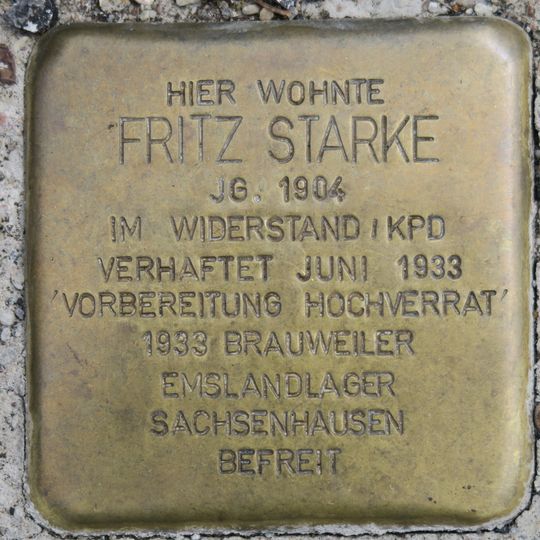 HIER WOHNTE
FRITZ STARKE
JG. 1904
IM WIDERSTAND / KPD
VERHAFTET JUNI 1933
'VORBEREITUNG HOCHVERRAT'
1933 BRAUWEILER
EMSLANDLAGER
SACHSENHAUSEN
BEFREIT